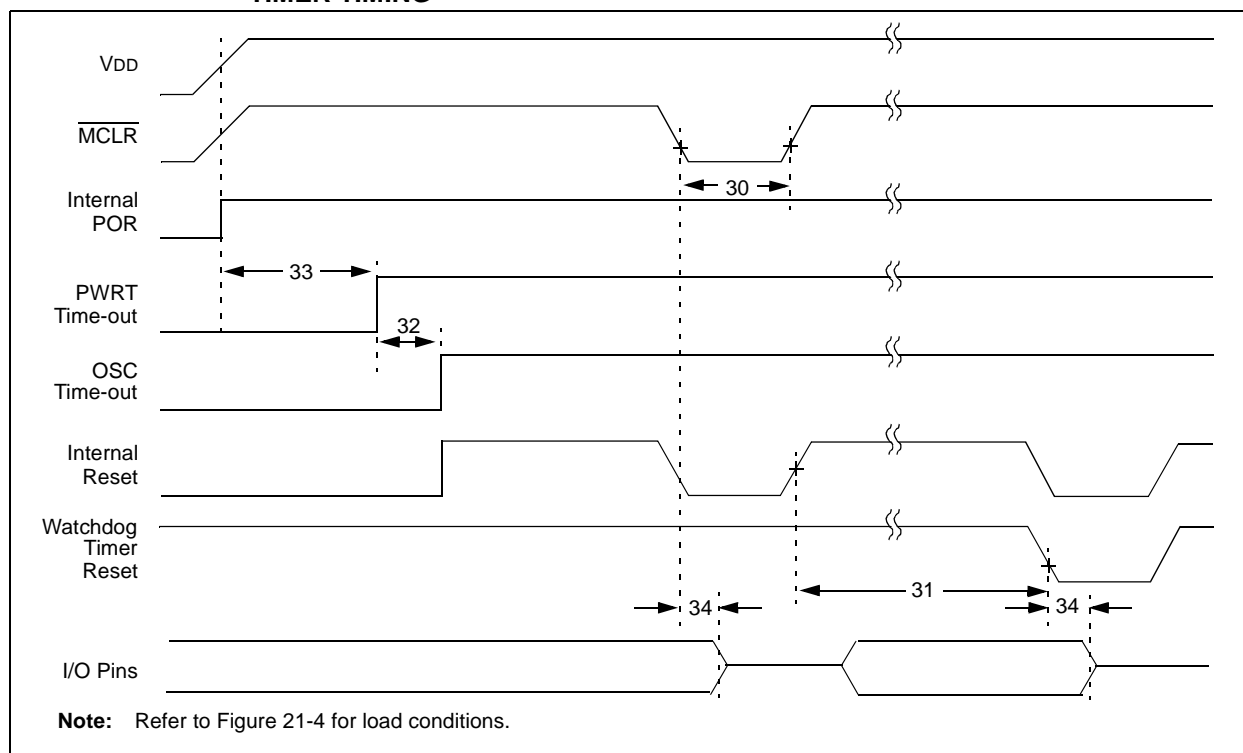 TIMER TIMING
VDD
MCLR
30
Internal
POR
33
PWRT
Time-out
32
OSC
Time-out
Internal
Reset
Watchdog
Timer
Reset
31
34
34
I/O Pins
Note: Refer to Figure 21-4 for load conditions.